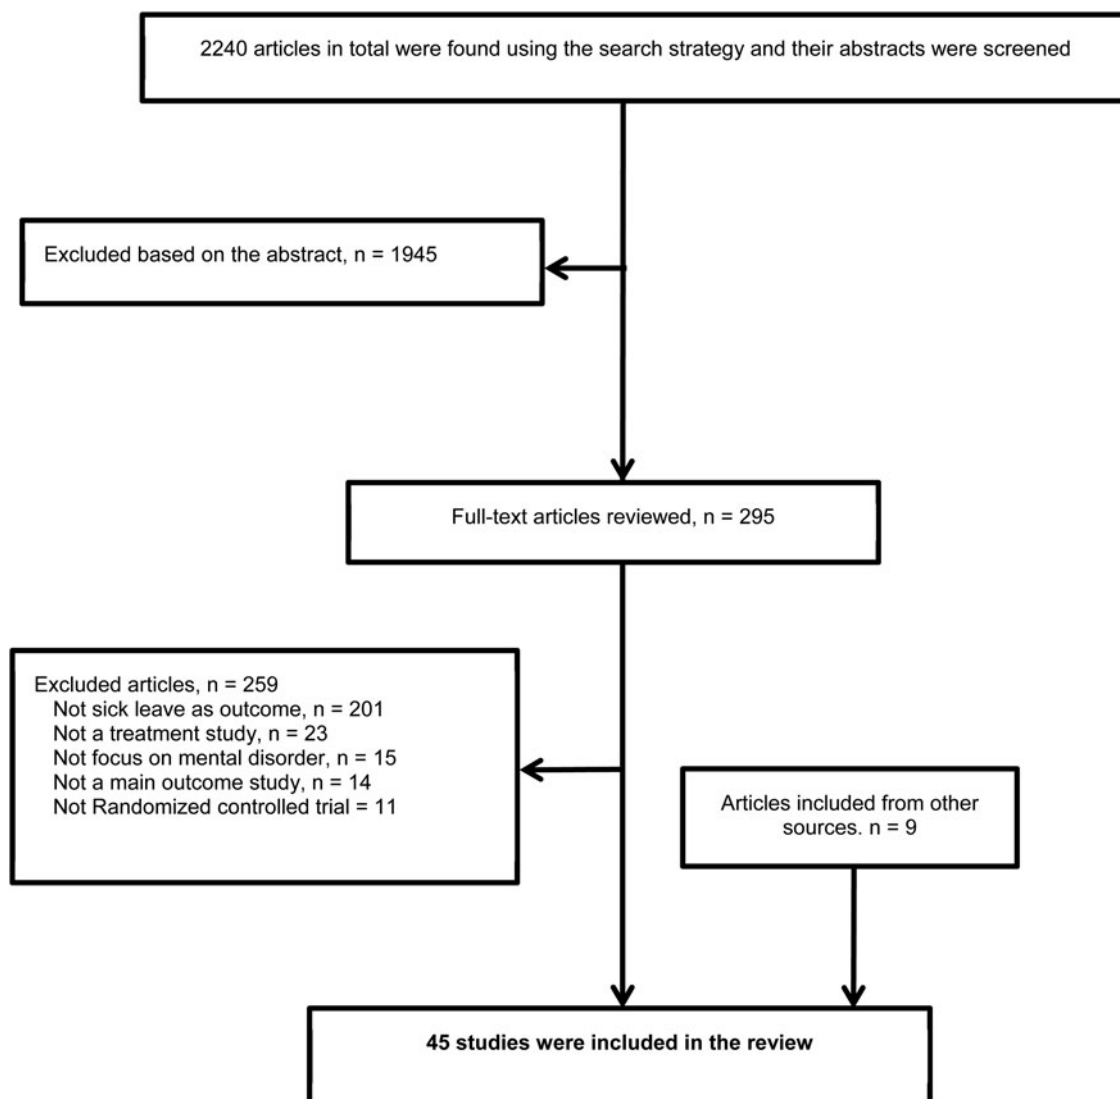 2240 articles in total were found using the search strategy and their abstracts were screened
Excluded based on the abstract, n = 1945
Full-text articles reviewed, n = 295
Excluded articles, n = 259
Not sick leave as outcome, n = 201
Not a treatment study, n = 23
Not focus on mental disorder, n = 15
Not a main outcome study, n = 14
Not Randomized controlled trial = 11
Articles included from other
sources. n = 9
45 studies were included in the review